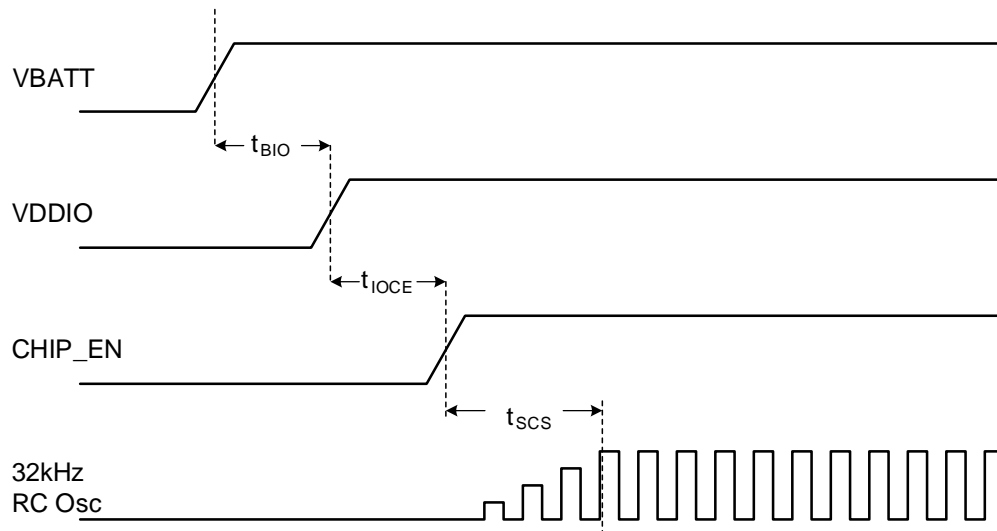 VBATT
tBIO
VDDIO
tIOCE
CHIP_EN
tSCS
32kHz
RC Osc